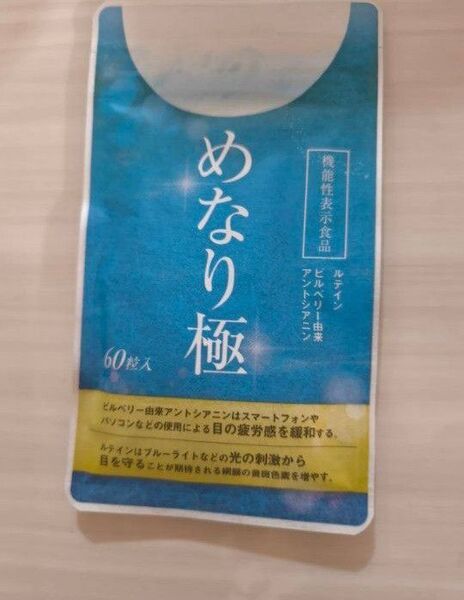 機能性表示食品
ルテイン
ビルベリー由来
アントシアニン
めなり極
60粒入
ビルベリー由来アントシアニンはスマートフォンや
パソコンなどの使用による目の疲労感を緩和する。
ルテインはブルーライトなどの光の刺激から
目を守ることが期待される網膜の黄斑色素を増やす。